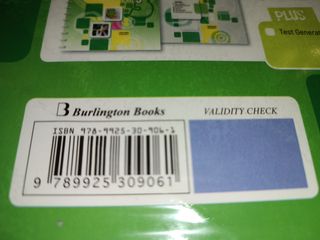 PLUS
Test Generat
Burlington Books
VALIDITY CHECK
ISBN 978-9925-30-906-1
9 789925 309061